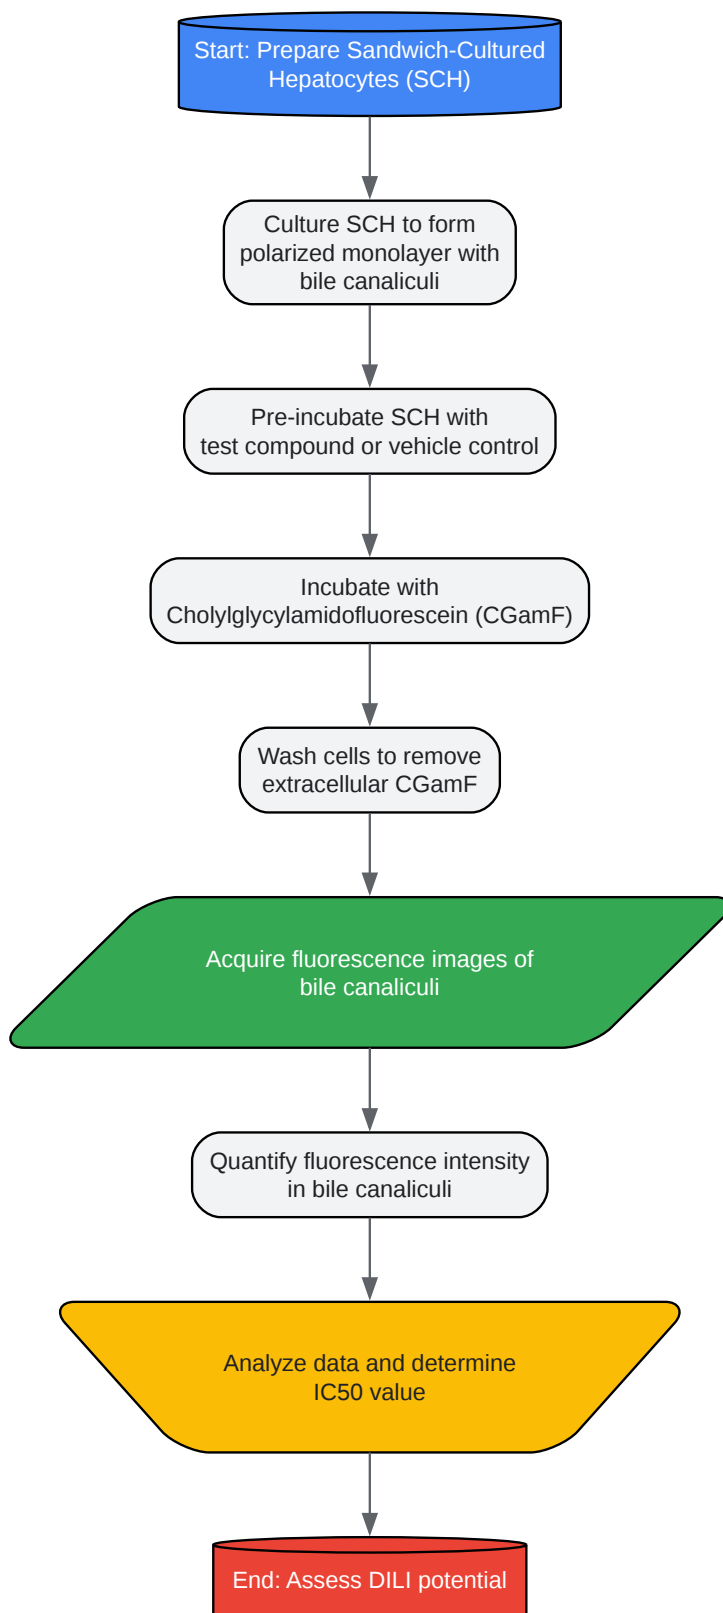 Start: Prepare Sandwich-Cultured
Hepatocytes (SCH)
Culture SCH to form
polarized monolayer with
bile canaliculi
Pre-incubate SCH with
test compound or vehicle control
Incubate with
Cholylglycylamidofluorescein (CGamF)
Wash cells to remove
extracellular CGamF
Acquire fluorescence images of
bile canaliculi
Quantify fluorescence intensity
in bile canaliculi
Analyze data and determine
IC50 value
End: Assess DILI potential